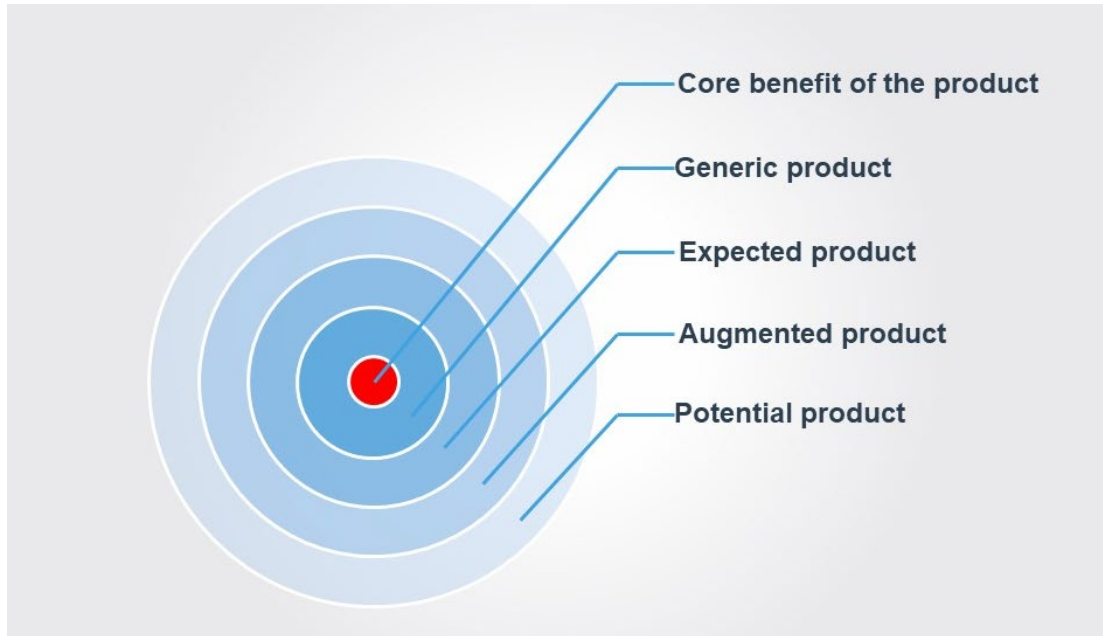 Core benefit of the product
Generic product
Expected product
Augmented product
Potential product